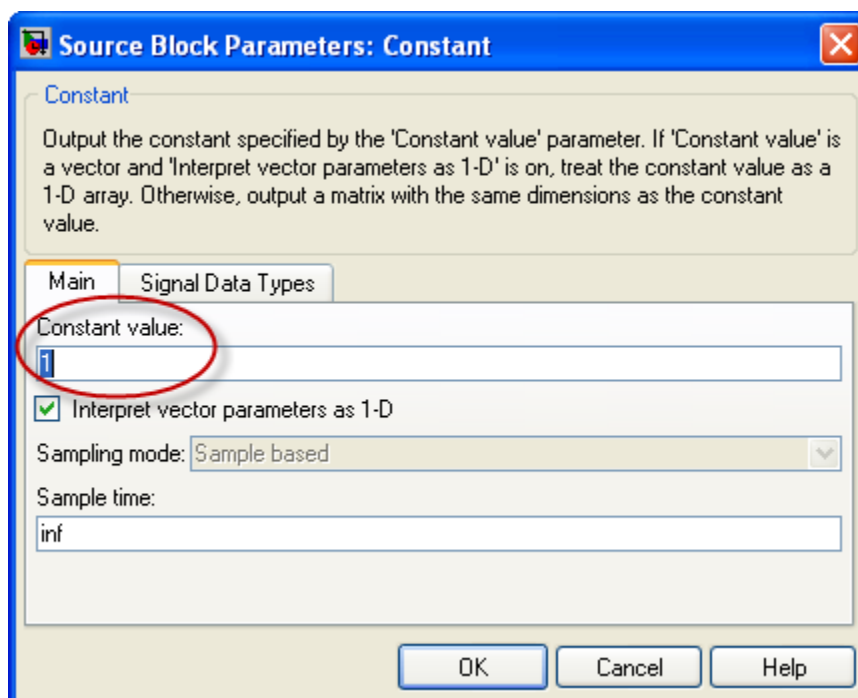 Source Block Parameters: Constant
Constant
Output the constant specified by the 'Constant value' parameter. If 'Constant value' is
a vector and 'Interpret vector parameters as 1-D' is on, treat the constant value as a
1-D array. Otherwise, output a matrix with the same dimensions as the constant
value.
Main Signal Data Types
Constant value:
1
Interpret vector parameters as 1-D
Sampling mode: Sample based
Sample time:
inf
OK Cancel Help